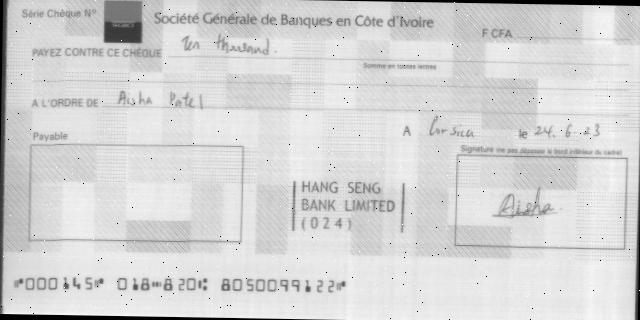 Série Chèque N°
Société Générale de Banques en Côte d'Ivoire
F CFA
PAYEZ CONTRE CE CHÈQUE Ten thousand.
Somme en toutes lettres
A L'ORDRE DE Aisha Patel
A Corsica le 24.6.23
Payable
Signature (ne pas dépasser le bord inférieur du cadre)
HANG SENG
BANK LIMITED
(024)
Aisha
⑈000145⑈ 018⑉820⑆ 8050099122⑈